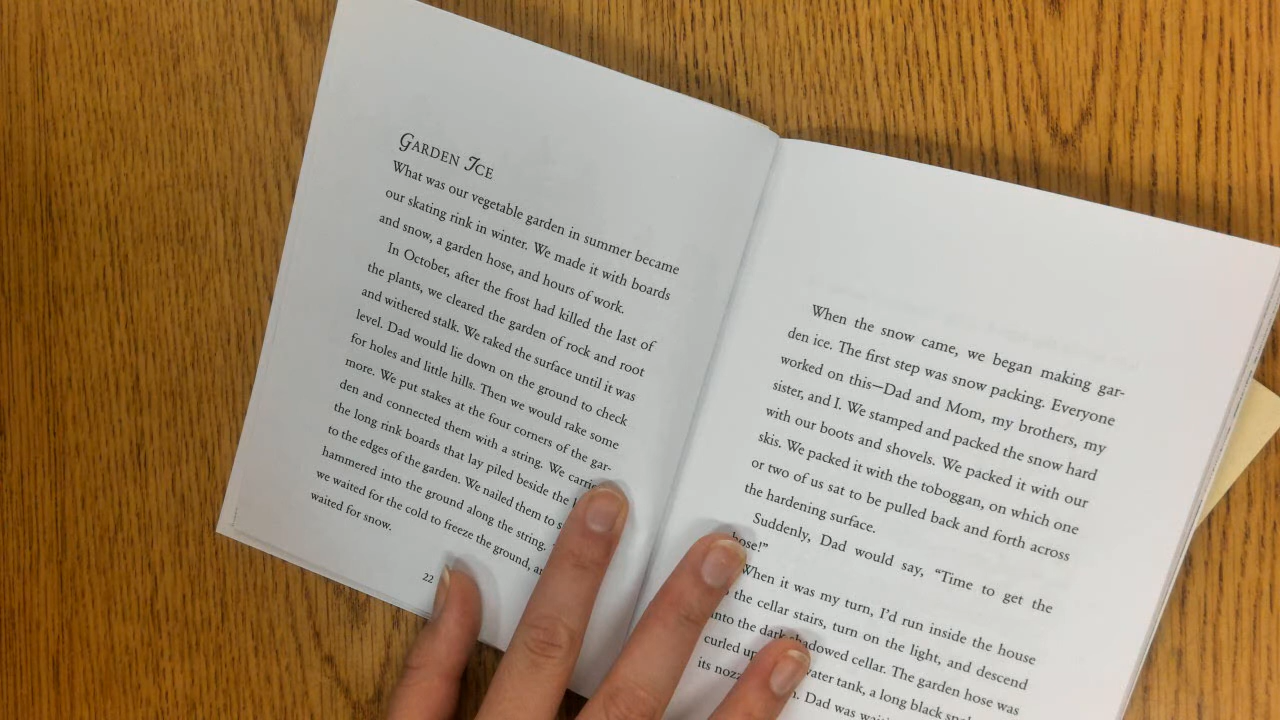 GARDEN ICE
What was our vegetable garden in summer became
our skating rink in winter. We made it with boards
and snow, a garden hose, and hours of work.
In October, after the frost had killed the last of
the plants, we cleared the garden of rock and root
and withered stalk. We raked the surface until it was
level. Dad would lie down on the ground to check
for holes and little hills. Then we would rake some
more. We put stakes at the four corners of the gar-
den and connected them with a string. We
the long rink boards that lay piled beside the
to the edges of the garden. We nailed them to
hammered into the ground along the string.
we waited for the cold to freeze the ground,
waited for snow.
22
When the snow came, we began making gar-
den ice. The first step was snow packing. Everyone
worked on this—Dad and Mom, my brothers, my
sister, and I. We stamped and packed the snow hard
with our boots and shovels. We packed it with our
skis. We packed it with the toboggan, on which one
or two of us sat to be pulled back and forth across
the hardening surface.
Suddenly, Dad would say, “Time to get the
hose!”
When it was my turn, I’d run inside the house
the cellar stairs, turn on the light, and descend
into the dark shadowed cellar. The garden hose was
curled water tank, a long black
its Dad was